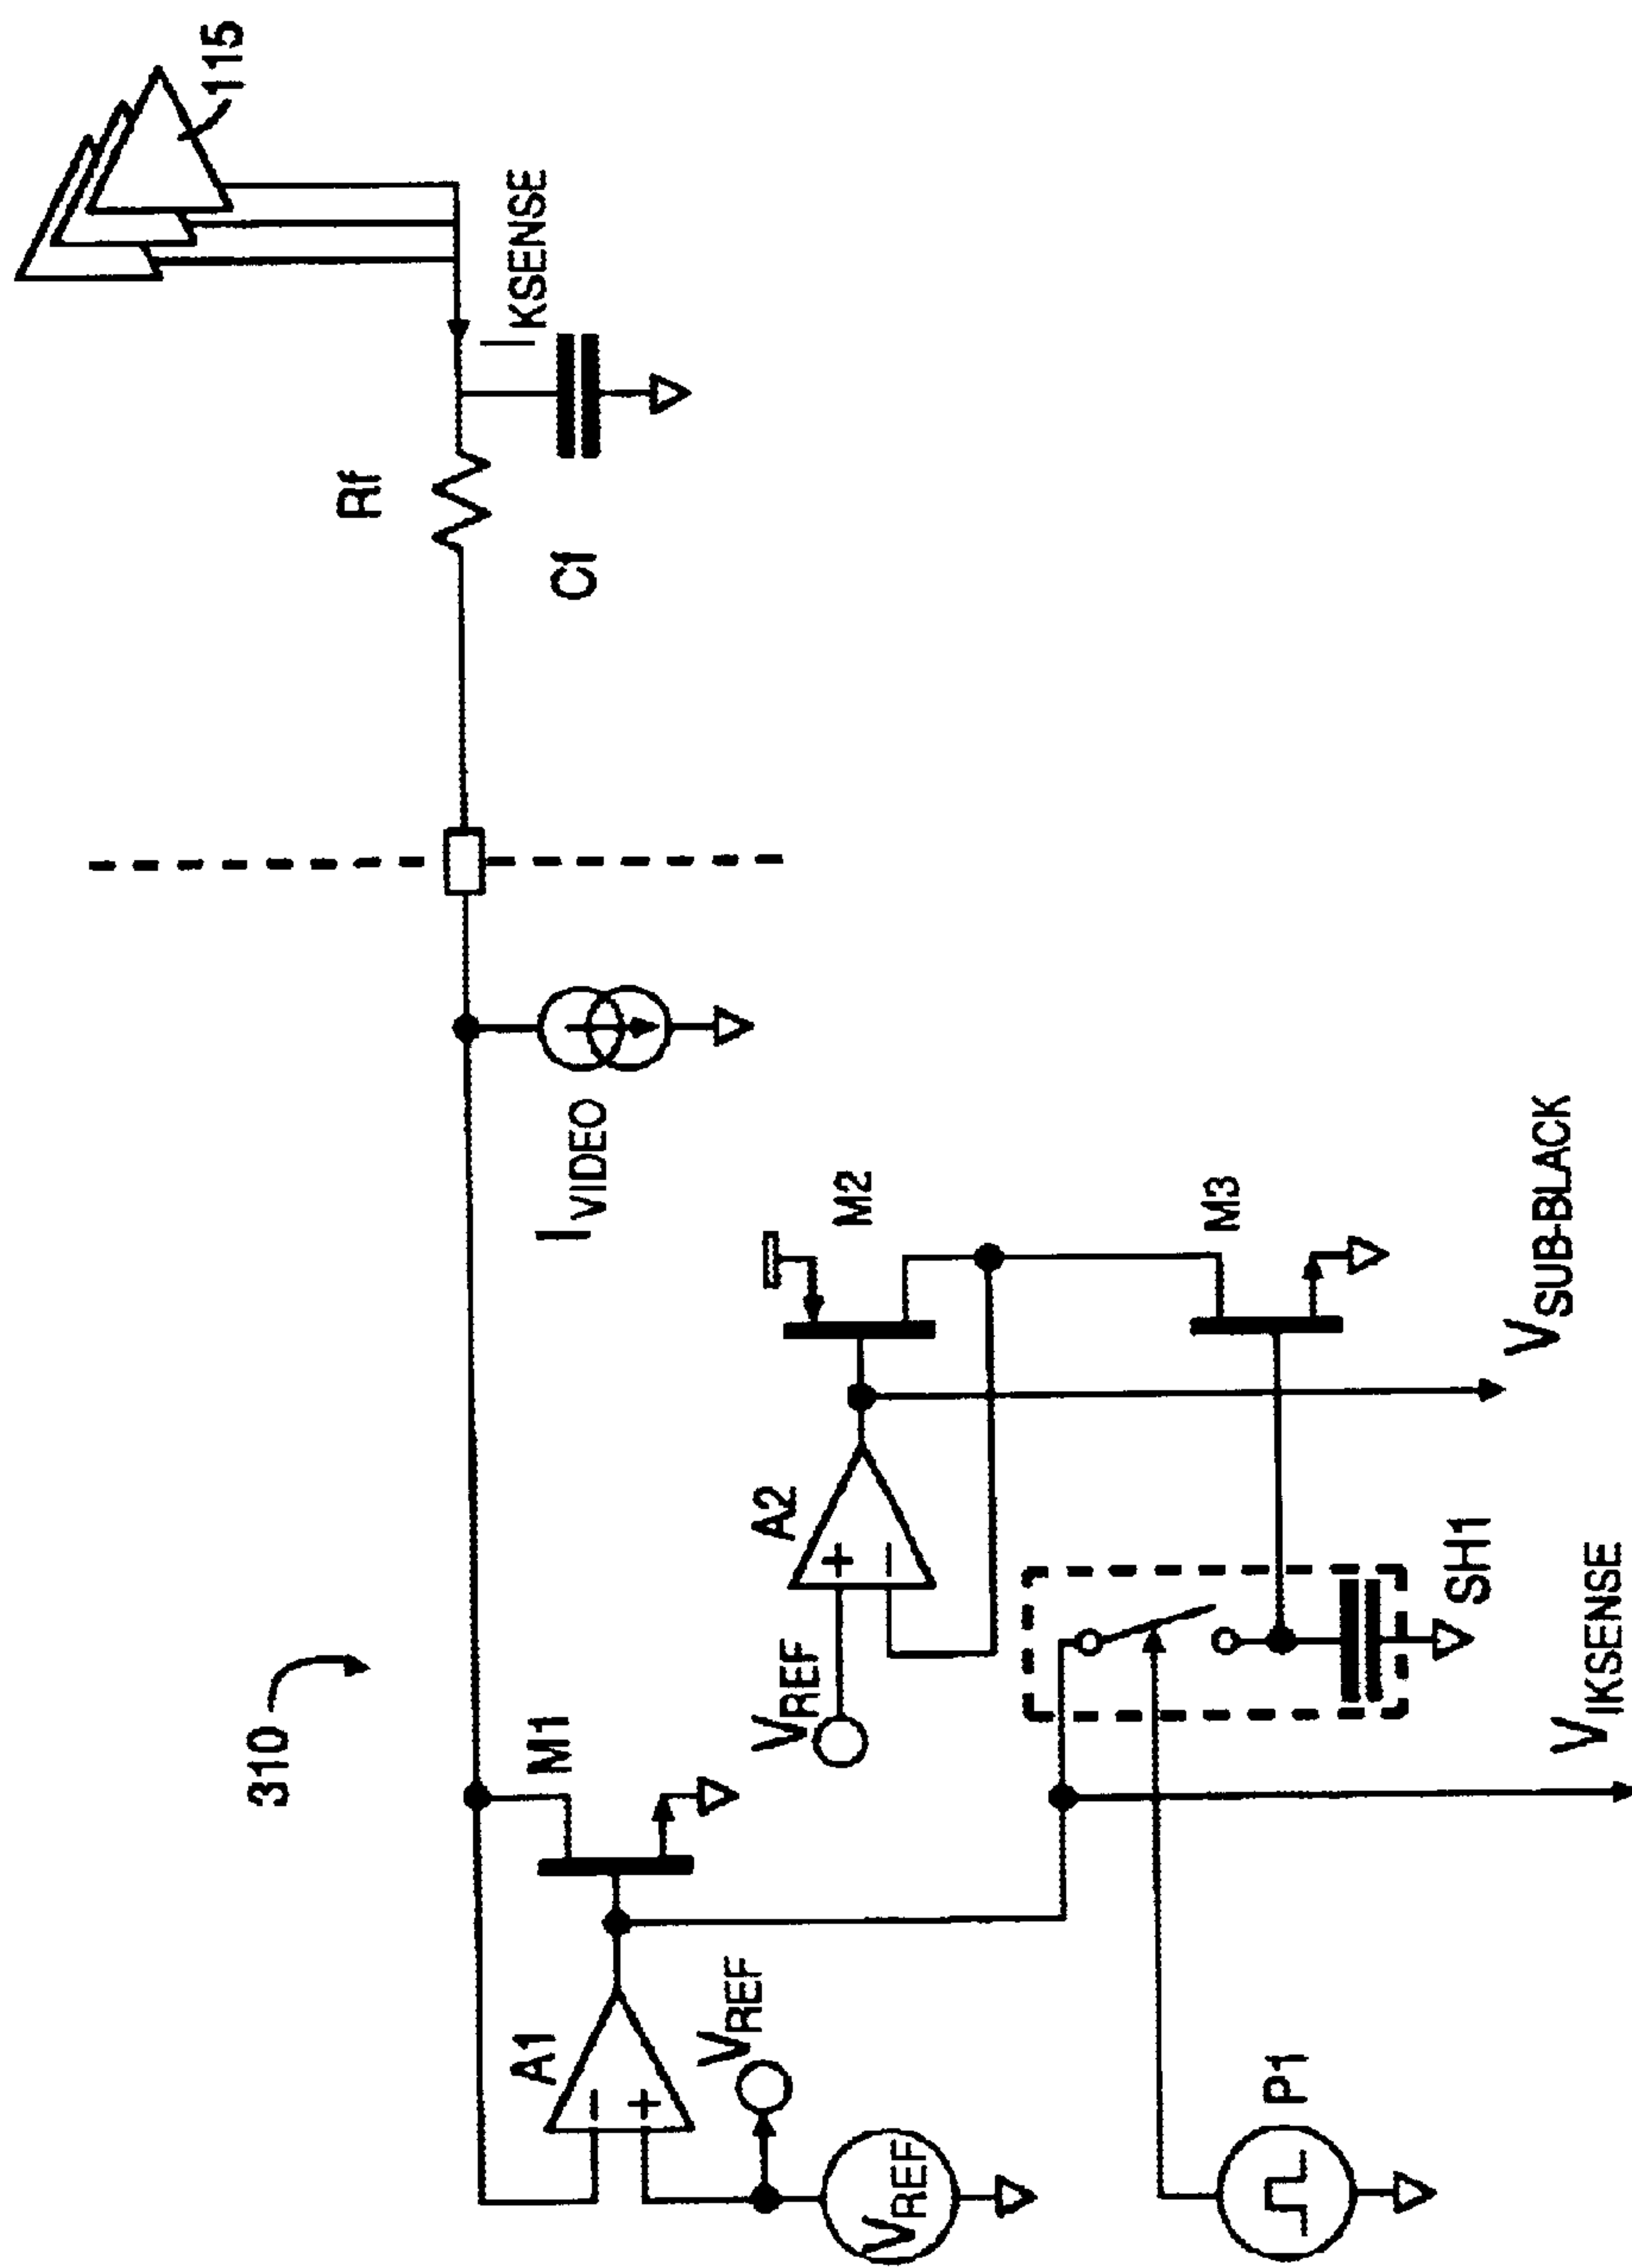 310
115
Rf
Cf
IKSENSE
IVIDEO
A1
M1
VREF
VREF
VREF
A2
M2
M3
P1
SH1
VSUB-BLACK
VIKSENSE
- +
+ -